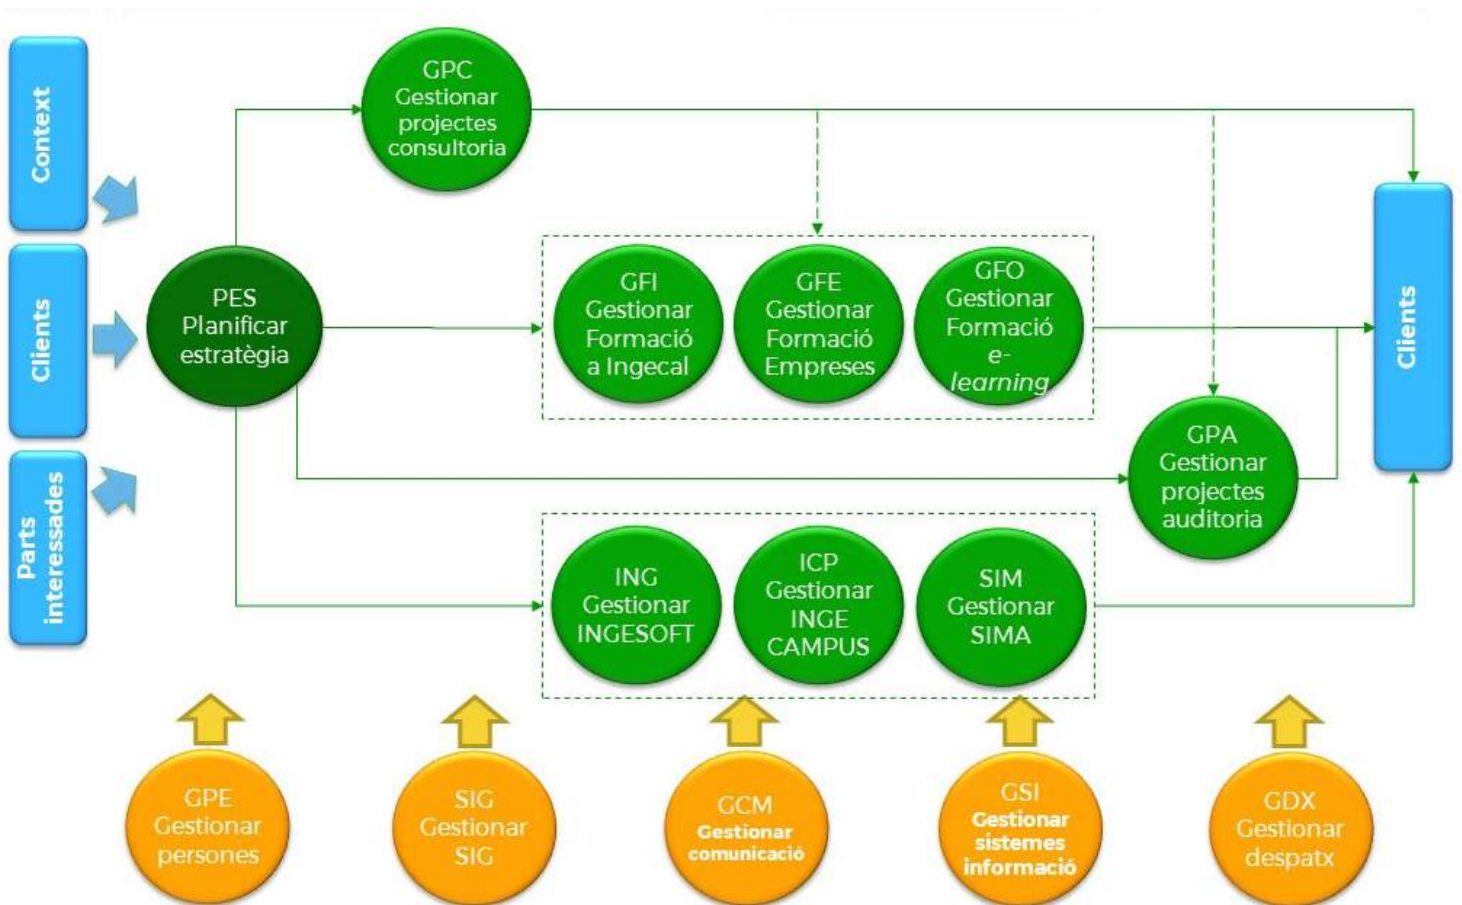 Context
Clients
Parts
interessades
PES
Planificar
estratègia
GPC
Gestionar
projectes
consultoria
GFI
Gestionar
Formació
a Ingecal
GFE
Gestionar
Formació
Empreses
GFO
Gestionar
Formació
e-
learning
GPA
Gestionar
projectes
auditoria
ING
Gestionar
INGESOFT
ICP
Gestionar
INGE
CAMPUS
SIM
Gestionar
SIMA
Clients
GPE
Gestionar
persones
SIG
Gestionar
SIG
GCM
Gestionar
comunicació
GSI
Gestionar
sistemes
informació
GDX
Gestionar
despatx